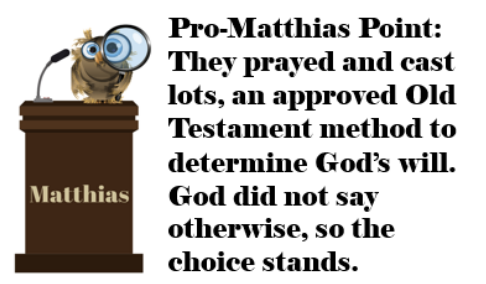 Pro-Matthias Point:
They prayed and cast
lots, an approved Old
Testament method to
determine God's will.
God did not say
otherwise, so the
choice stands.
Matthias